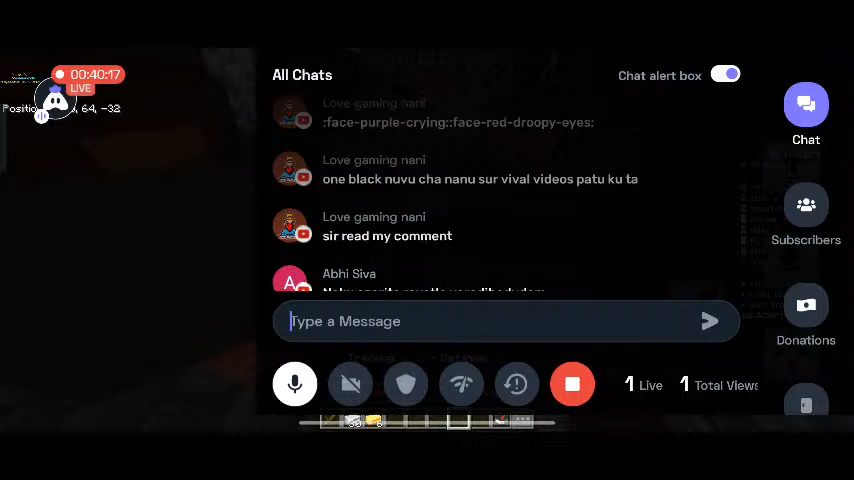 00:40:17
LIVE
64, -32
All Chats
Chat alert box
Love gaming nani
:face-purple-crying::face-red-droopy-eyes:
Love gaming nani
one black nuvu cha nanu sur vival videos patu ku ta
Love gaming nani
sir read my comment
Abhi Siva
A
Type a Message
Chat
Subscribers
Donations
1 Live
1 Total Views